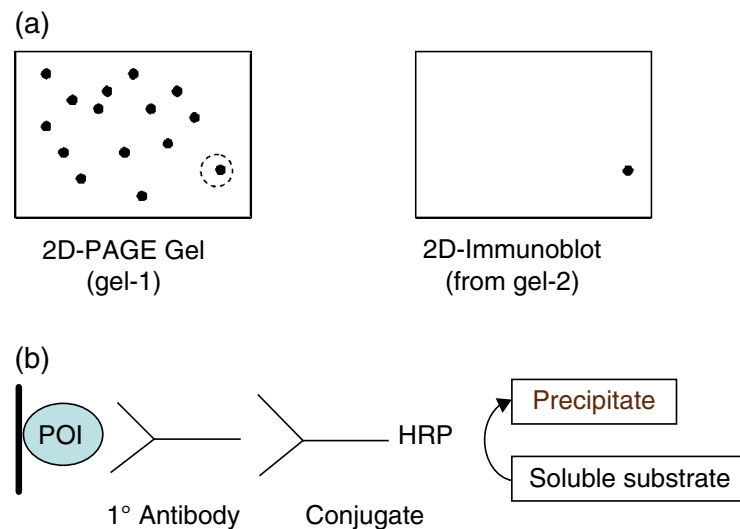 (a)
2D-PAGE Gel
(gel-1)
2D-Immunoblot
(from gel-2)
(b)
POI
HRP
Precipitate
Soluble substrate
1° Antibody
Conjugate